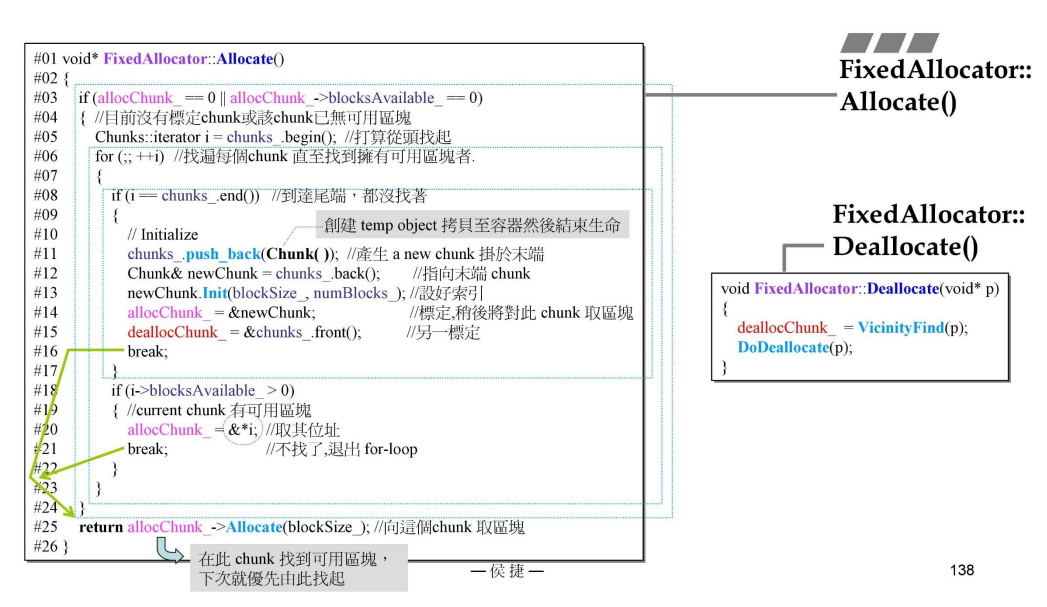 FixedAllocator::
Allocate()
#01 void* FixedAllocator::Allocate()
#02 {
#03 if (allocChunk_ == 0 || allocChunk_->blocksAvailable_ == 0)
#04 { //目前沒有標定chunk或該chunk已無可用區塊
#05 Chunks::iterator i = chunks_.begin(); //打算從頭找起
#06 for (;; ++i) //找遍每個chunk 直至找到擁有可用區塊者.
#07 {
#08 if (i == chunks_.end()) //到達尾端，都沒找著
#09 {
創建 temp object 拷貝至容器然後結束生命
#10 // Initialize
#11 chunks_.push_back(Chunk( )); //產生 a new chunk 掛於末端
#12 Chunk& newChunk = chunks_.back(); //指向末端 chunk
#13 newChunk.Init(blockSize_, numBlocks_); //設好索引
#14 allocChunk_ = &newChunk; //標定,稍後將對此 chunk 取區塊
#15 deallocChunk_ = &chunks_.front(); //另一標定
#16 break;
#17 }
#18 if (i->blocksAvailable_ > 0)
#19 { //current chunk 有可用區塊
#20 allocChunk_ = &*i; //取其位址
#21 break; //不找了,退出 for-loop
#22 }
#23 }
#24 }
#25 return allocChunk_->Allocate(blockSize_); //向這個chunk 取區塊
#26 }
在此 chunk 找到可用區塊，
下次就優先由此找起
FixedAllocator::
Deallocate()
void FixedAllocator::Deallocate(void* p)
{
deallocChunk_ = VicinityFind(p);
DoDeallocate(p);
}
— 侯捷 —
138